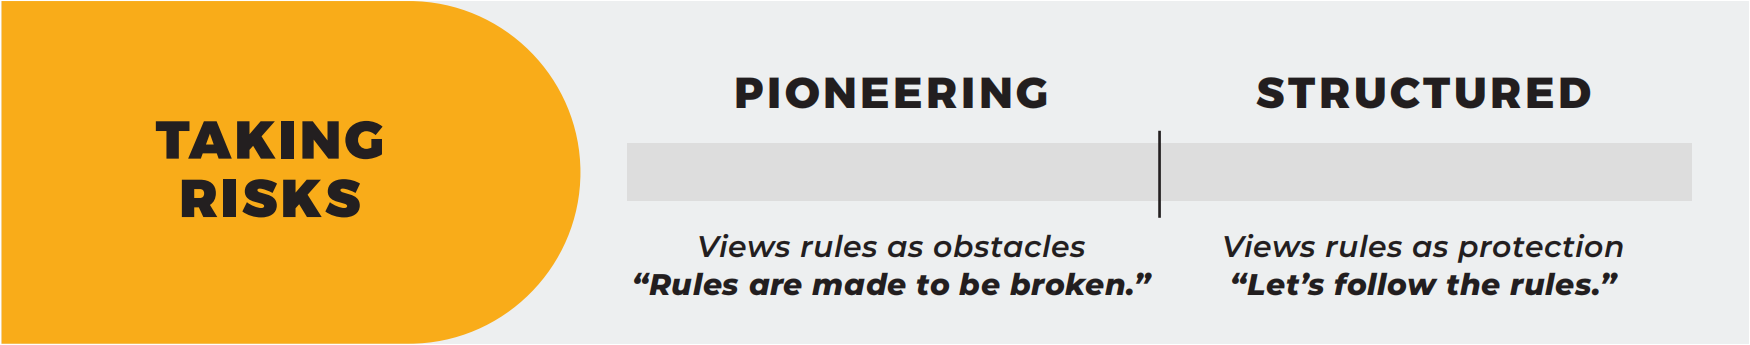 TAKING
RISKS
PIONEERING
STRUCTURED
Views rules as obstacles
“Rules are made to be broken.”
Views rules as protection
“Let’s follow the rules.”